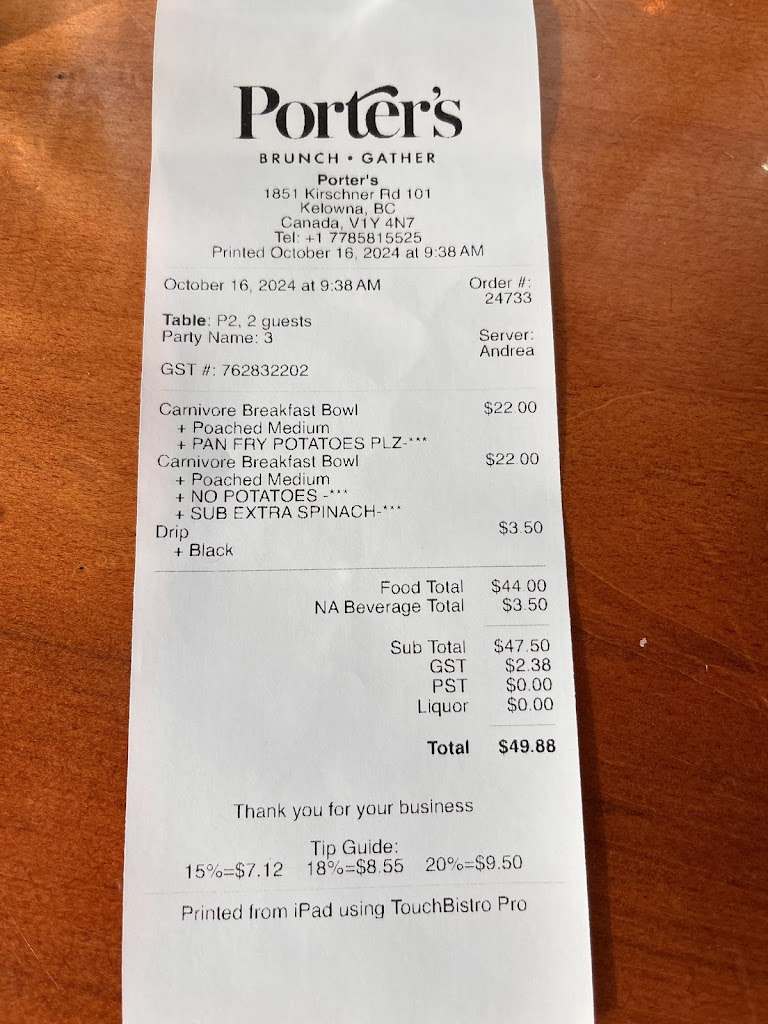 Porter's
BRUNCH • GATHER
Porter's
1851 Kirschner Rd 101
Kelowna, BC
Canada, V1Y 4N7
Tel: +1 7785815525
Printed October 16, 2024 at 9:38 AM
October 16, 2024 at 9:38 AM Order #:
24733
Table: P2, 2 guests
Party Name: 3 Server:
Andrea
GST #: 762832202
Carnivore Breakfast Bowl $22.00
+ Poached Medium
+ PAN FRY POTATOES PLZ-***
Carnivore Breakfast Bowl $22.00
+ Poached Medium
+ NO POTATOES -***
+ SUB EXTRA SPINACH-***
Drip $3.50
+ Black
Food Total $44.00
NA Beverage Total $3.50
Sub Total $47.50
GST $2.38
PST $0.00
Liquor $0.00
Total $49.88
Thank you for your business
Tip Guide:
15%=$7.12 18%=$8.55 20%=$9.50
Printed from iPad using TouchBistro Pro